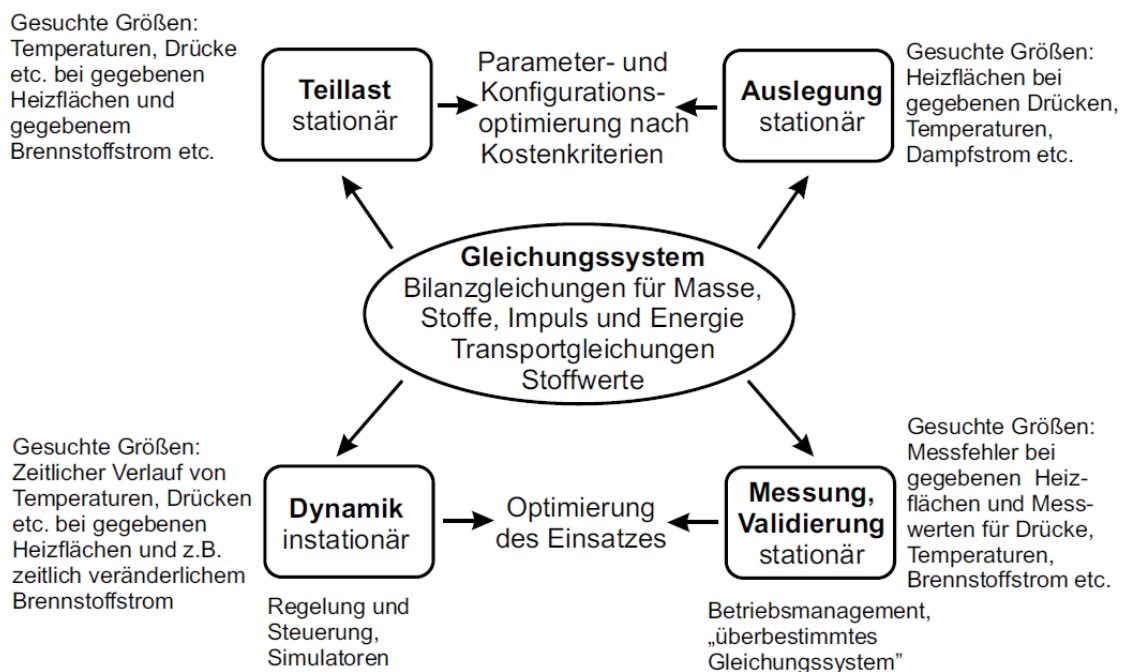 Gesuchte Größen:
Temperaturen, Drücke
etc. bei gegebenen
Heizflächen und
gegebenem
Brennstoffstrom etc.
Teillast
stationär
Parameter- und
Konfigurations-
optimierung nach
Kostenkriterien
Auslegung
stationär
Gesuchte Größen:
Heizflächen bei
gegebenen Drücken,
Temperaturen,
Dampfstrom etc.
Gleichungssystem
Bilanzgleichungen für Masse,
Stoffe, Impuls und Energie
Transportgleichungen
Stoffwerte
Gesuchte Größen:
Zeitlicher Verlauf von
Temperaturen, Drücken
etc. bei gegebenen
Heizflächen und z.B.
zeitlich veränderlichem
Brennstoffstrom
Dynamik
instationär
Regelung und
Steuerung,
Simulatoren
Optimierung
des Einsatzes
Messung,
Validierung
stationär
Betriebsmanagement,
„überbestimmtes
Gleichungssystem”
Gesuchte Größen:
Messfehler bei
gegebenen Heiz-
flächen und Mess-
werten für Drücke,
Temperaturen,
Brennstoffstrom etc.